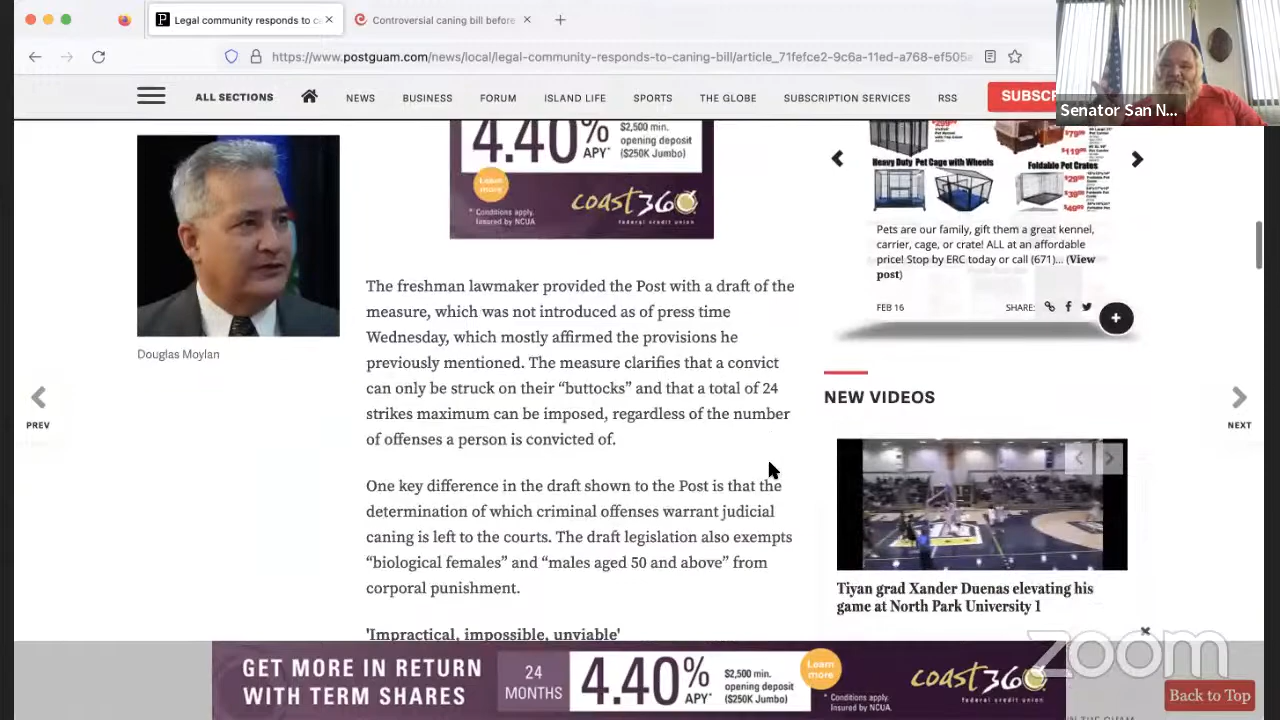 Legal community responds to c
Controversial caning bill before
https://www.postguam.com/news/local/legal-community-responds-to-caning-bill/article_71fefce2-9c6a-11ed-a768-ef505
Senator San N...
ALL SECTIONS
NEWS
BUSINESS
FORUM
ISLAND LIFE
SPORTS
THE GLOBE
SUBSCRIPTION SERVICES
RSS
SUBSC
4.40%
APY*
$2,500 min.
opening deposit
($250K Jumbo)
Learn
more
* Conditions apply.
Insured by NCUA.
coast360
federal credit union
Heavy Duty Pet Cage with Wheels
Foldable Pet Crates
Pets are our family, gift them a great kennel,
carrier, cage, or crate! ALL at an affordable
price! Stop by ERC today or call (671)... (View
post)
FEB 16
SHARE:
Douglas Moylan
The freshman lawmaker provided the Post with a draft of the
measure, which was not introduced as of press time
Wednesday, which mostly affirmed the provisions he
previously mentioned. The measure clarifies that a convict
can only be struck on their “buttocks” and that a total of 24
strikes maximum can be imposed, regardless of the number
of offenses a person is convicted of.
One key difference in the draft shown to the Post is that the
determination of which criminal offenses warrant judicial
caning is left to the courts. The draft legislation also exempts
“biological females” and “males aged 50 and above” from
corporal punishment.
'Impractical, impossible, unviable'
PREV
NEXT
NEW VIDEOS
Tiyan grad Xander Duenas elevating his
game at North Park University 1
GET MORE IN RETURN
WITH TERM SHARES
24
MONTHS
4.40%
APY*
$2,500 min.
opening deposit
($250K Jumbo)
Learn
more
* Conditions apply.
Insured by NCUA.
coast360
federal credit union
zoom
Back to Top